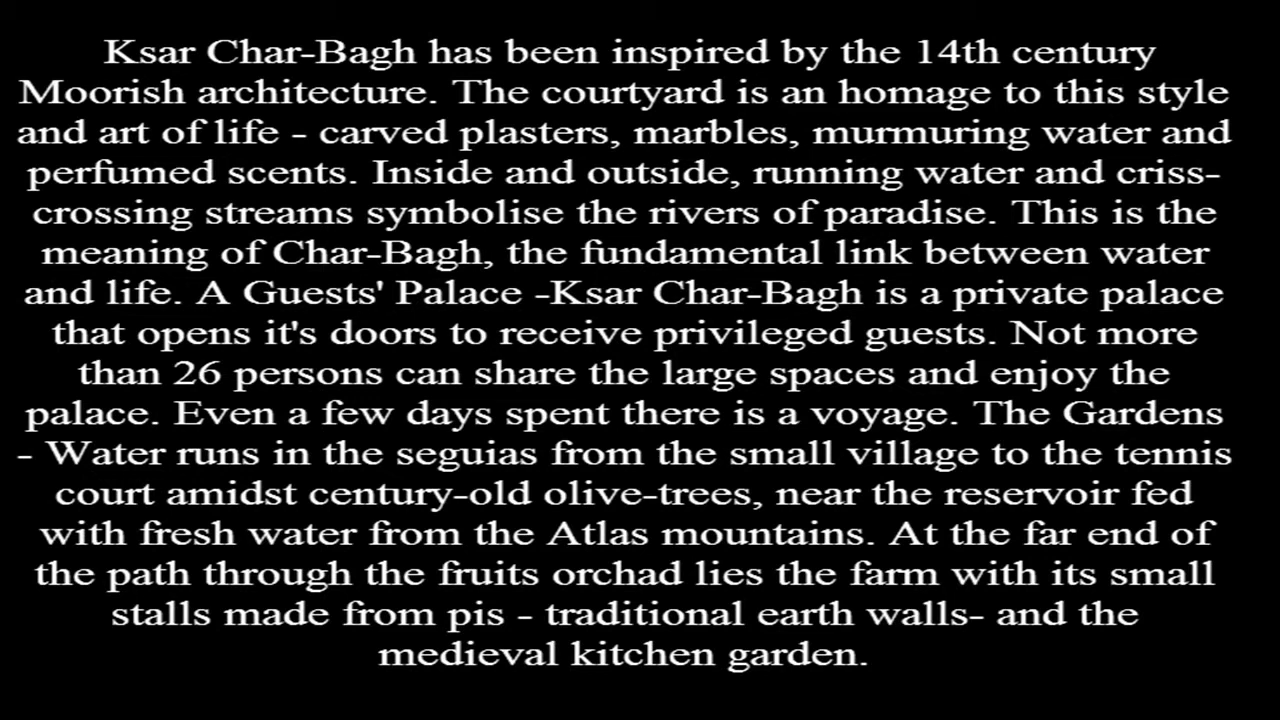 Ksar Char-Bagh has been inspired by the 14th century
Moorish architecture. The courtyard is an homage to this style
and art of life - carved plasters, marbles, murmuring water and
perfumed scents. Inside and outside, running water and criss-
crossing streams symbolise the rivers of paradise. This is the
meaning of Char-Bagh, the fundamental link between water
and life. A Guests' Palace -Ksar Char-Bagh is a private palace
that opens it's doors to receive privileged guests. Not more
than 26 persons can share the large spaces and enjoy the
palace. Even a few days spent there is a voyage. The Gardens
- Water runs in the seguias from the small village to the tennis
court amidst century-old olive-trees, near the reservoir fed
with fresh water from the Atlas mountains. At the far end of
the path through the fruits orchad lies the farm with its small
stalls made from pis - traditional earth walls- and the
medieval kitchen garden.